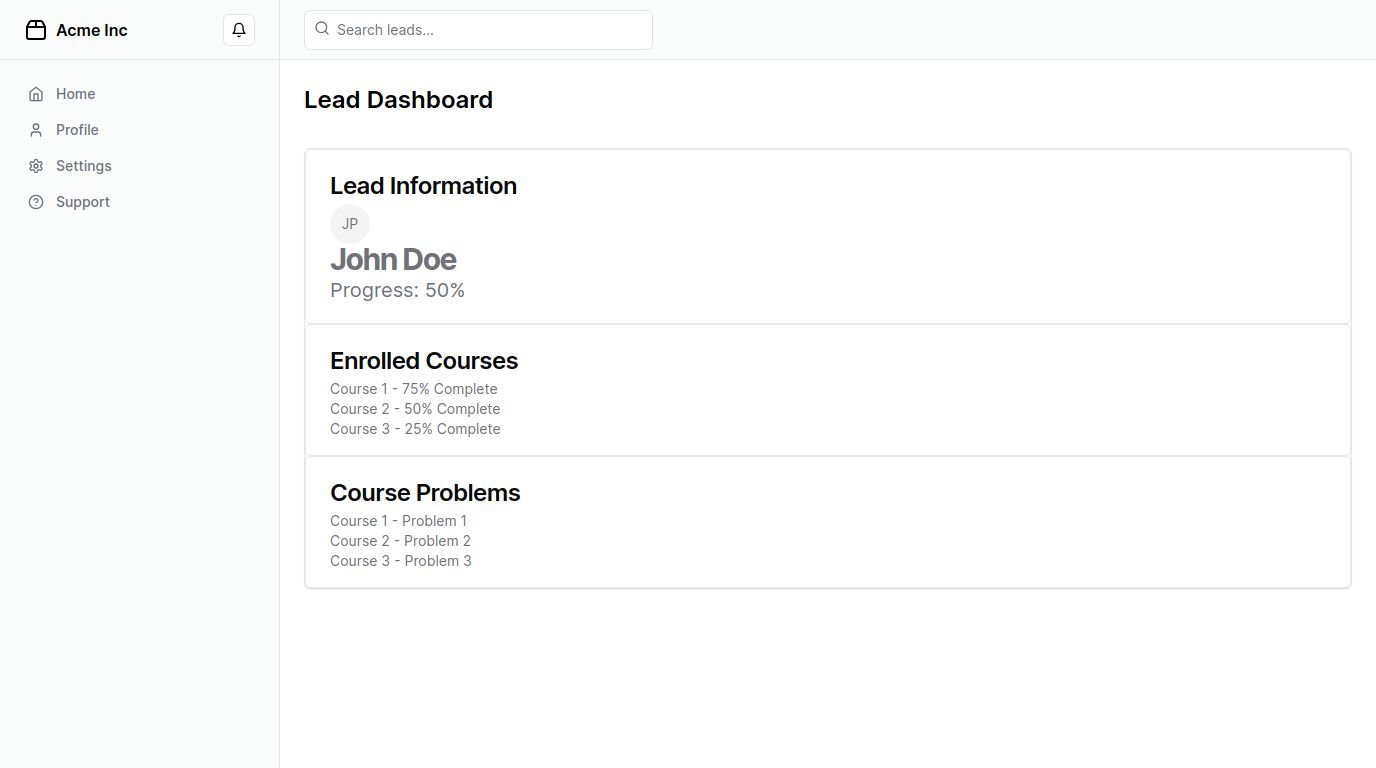 Acme Inc
Search leads...
Home
Profile
Settings
Support
Lead Dashboard
Lead Information
JP
John Doe
Progress: 50%
Enrolled Courses
Course 1 - 75% Complete
Course 2 - 50% Complete
Course 3 - 25% Complete
Course Problems
Course 1 - Problem 1
Course 2 - Problem 2
Course 3 - Problem 3